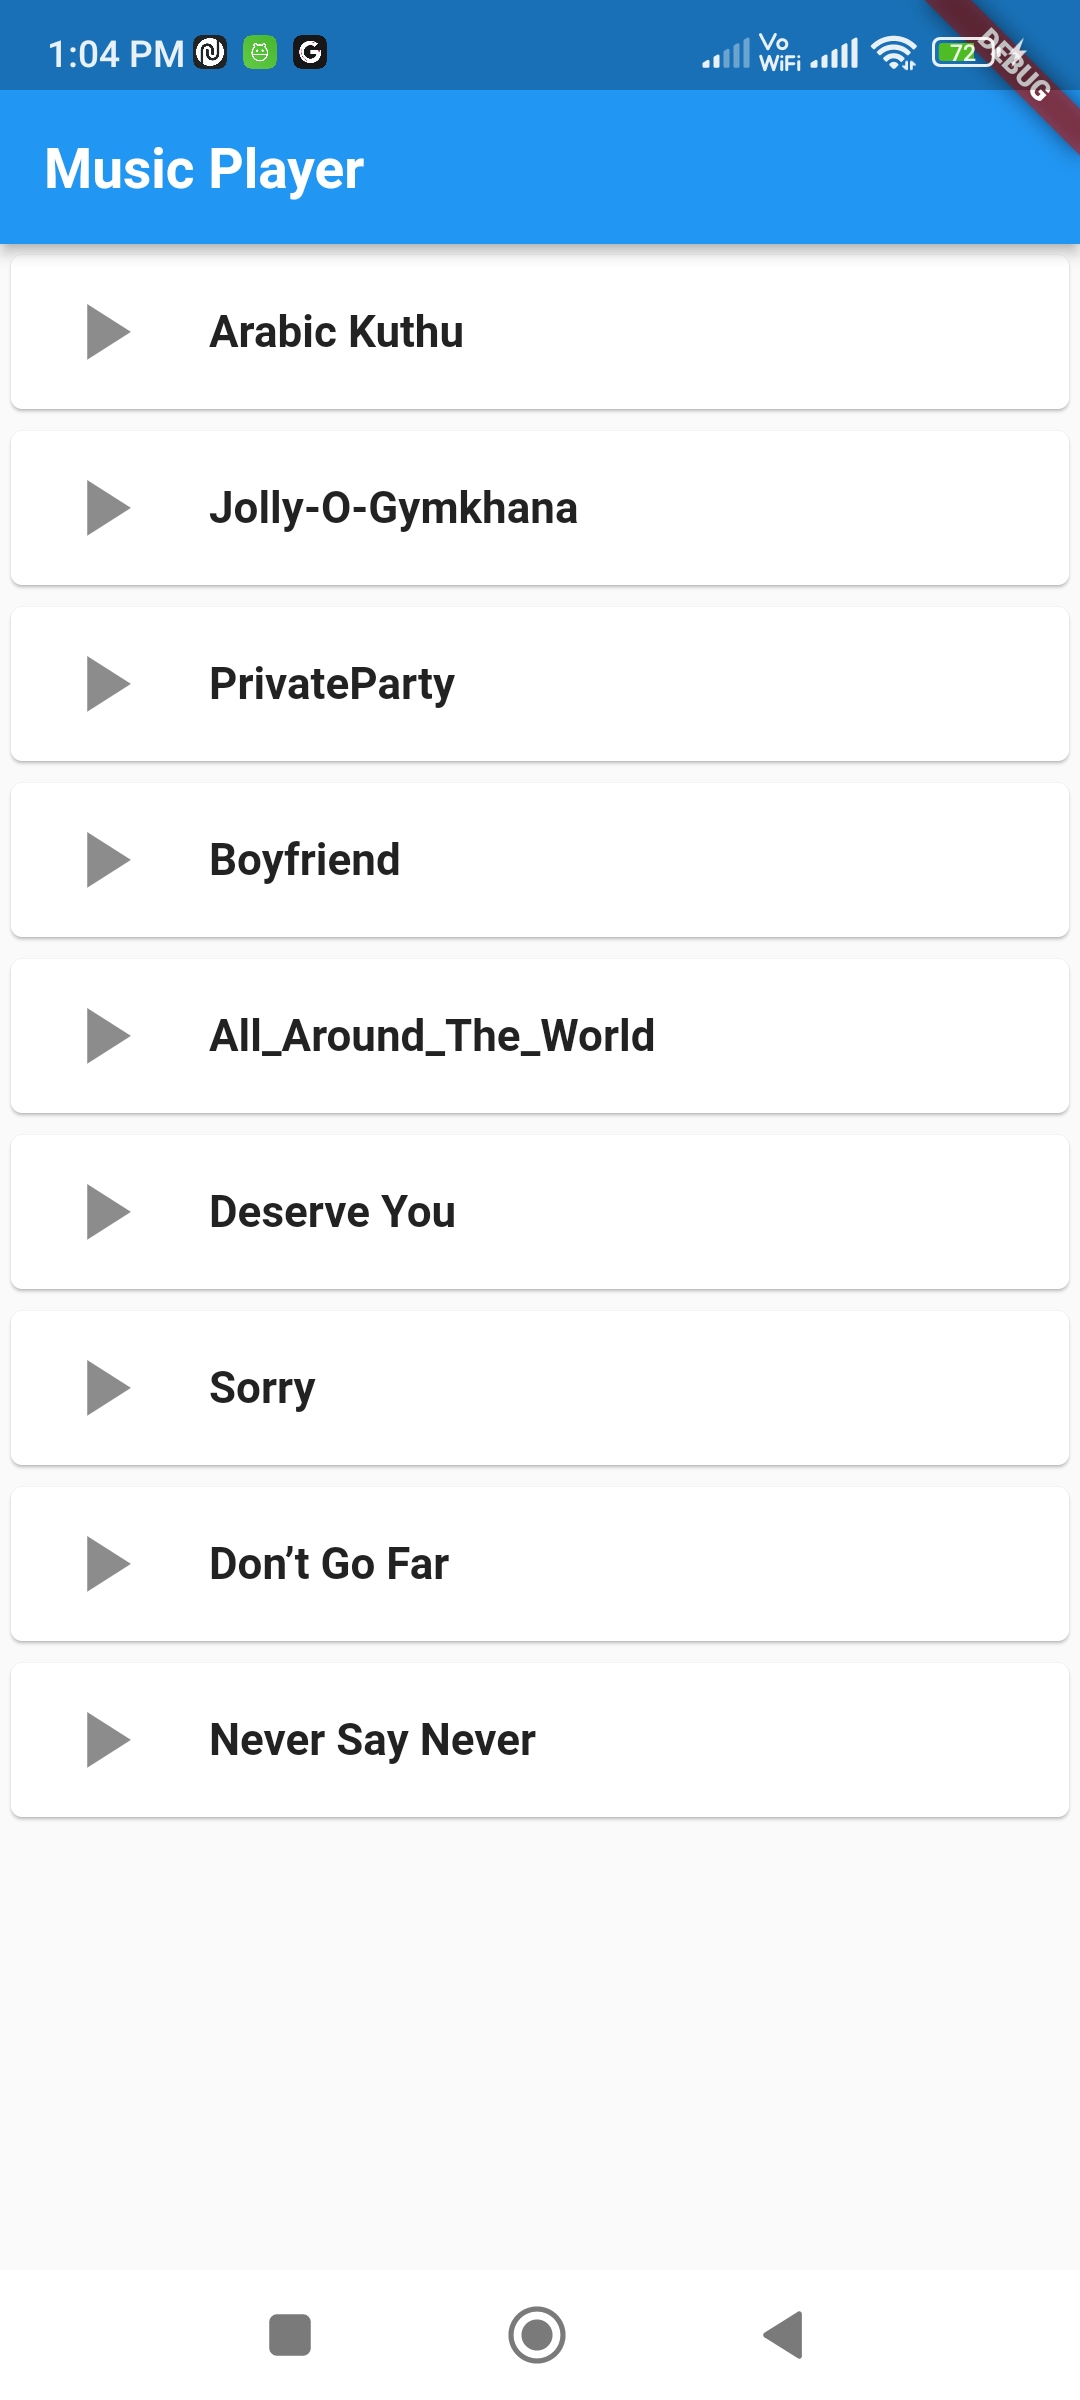 1:04 PM
Vo
WiFi
72
DEBUG
Music Player
Arabic Kuthu
Jolly-O-Gymkhana
PrivateParty
Boyfriend
All_Around_The_World
Deserve You
Sorry
Don’t Go Far
Never Say Never